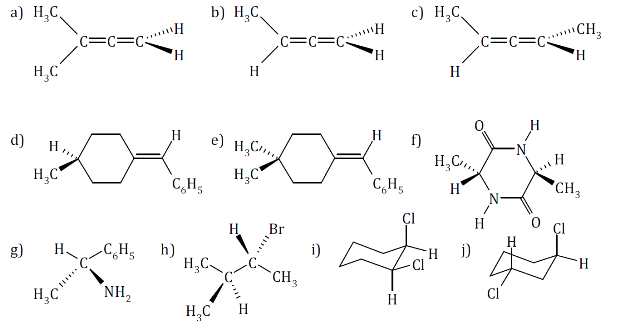 a) H₃C H
C=C=C
H₃C H
b) H₃C H
C=C=C
H H
c) H₃C CH₃
C=C=C
H H
d) H H
H₃C C₆H₅
e) H₃C H
H₃C C₆H₅
f) O H
N
H₃C H
H CH₃
N
H O
g) H C₆H₅
C
H₃C NH₂
h) H Br
H₃C C
C CH₃
H₃C H
i) Cl
H
Cl
H
j) H Cl
H
Cl